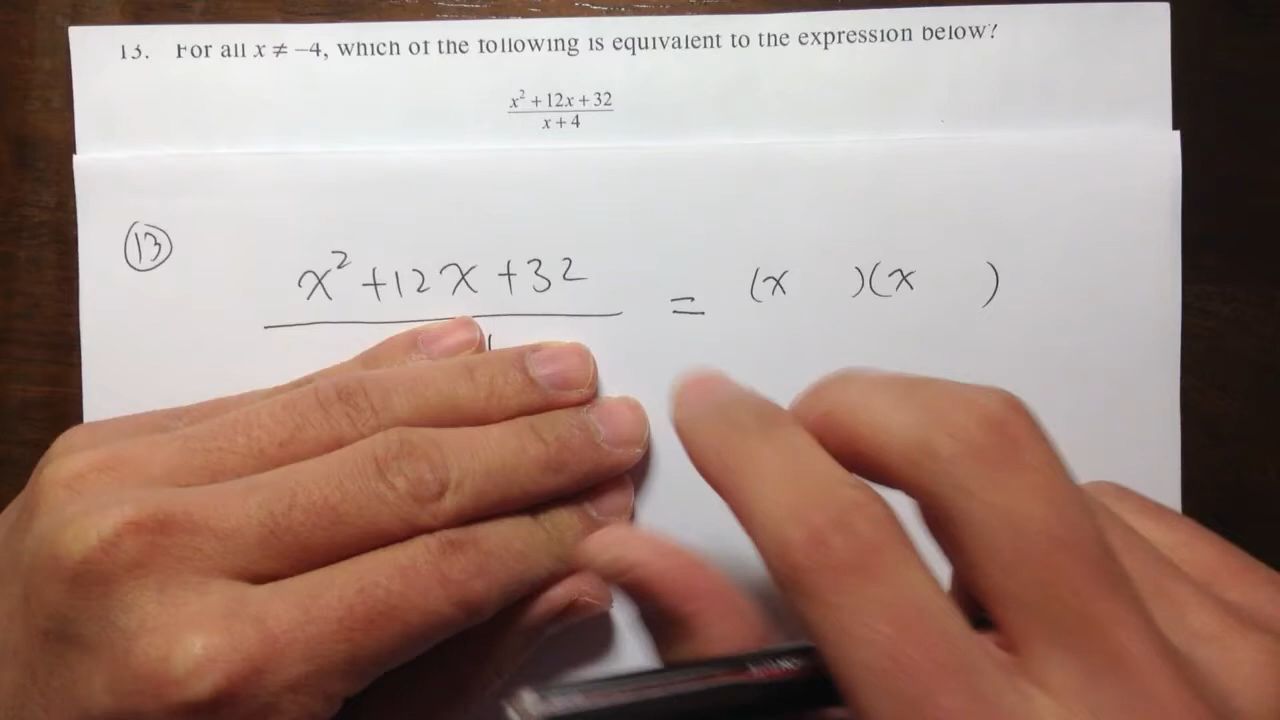 13. For all x ≠ −4, which of the following is equivalent to the expression below?
x² + 12x + 32
x + 4
13
x² + 12x + 32
= (x )(x )